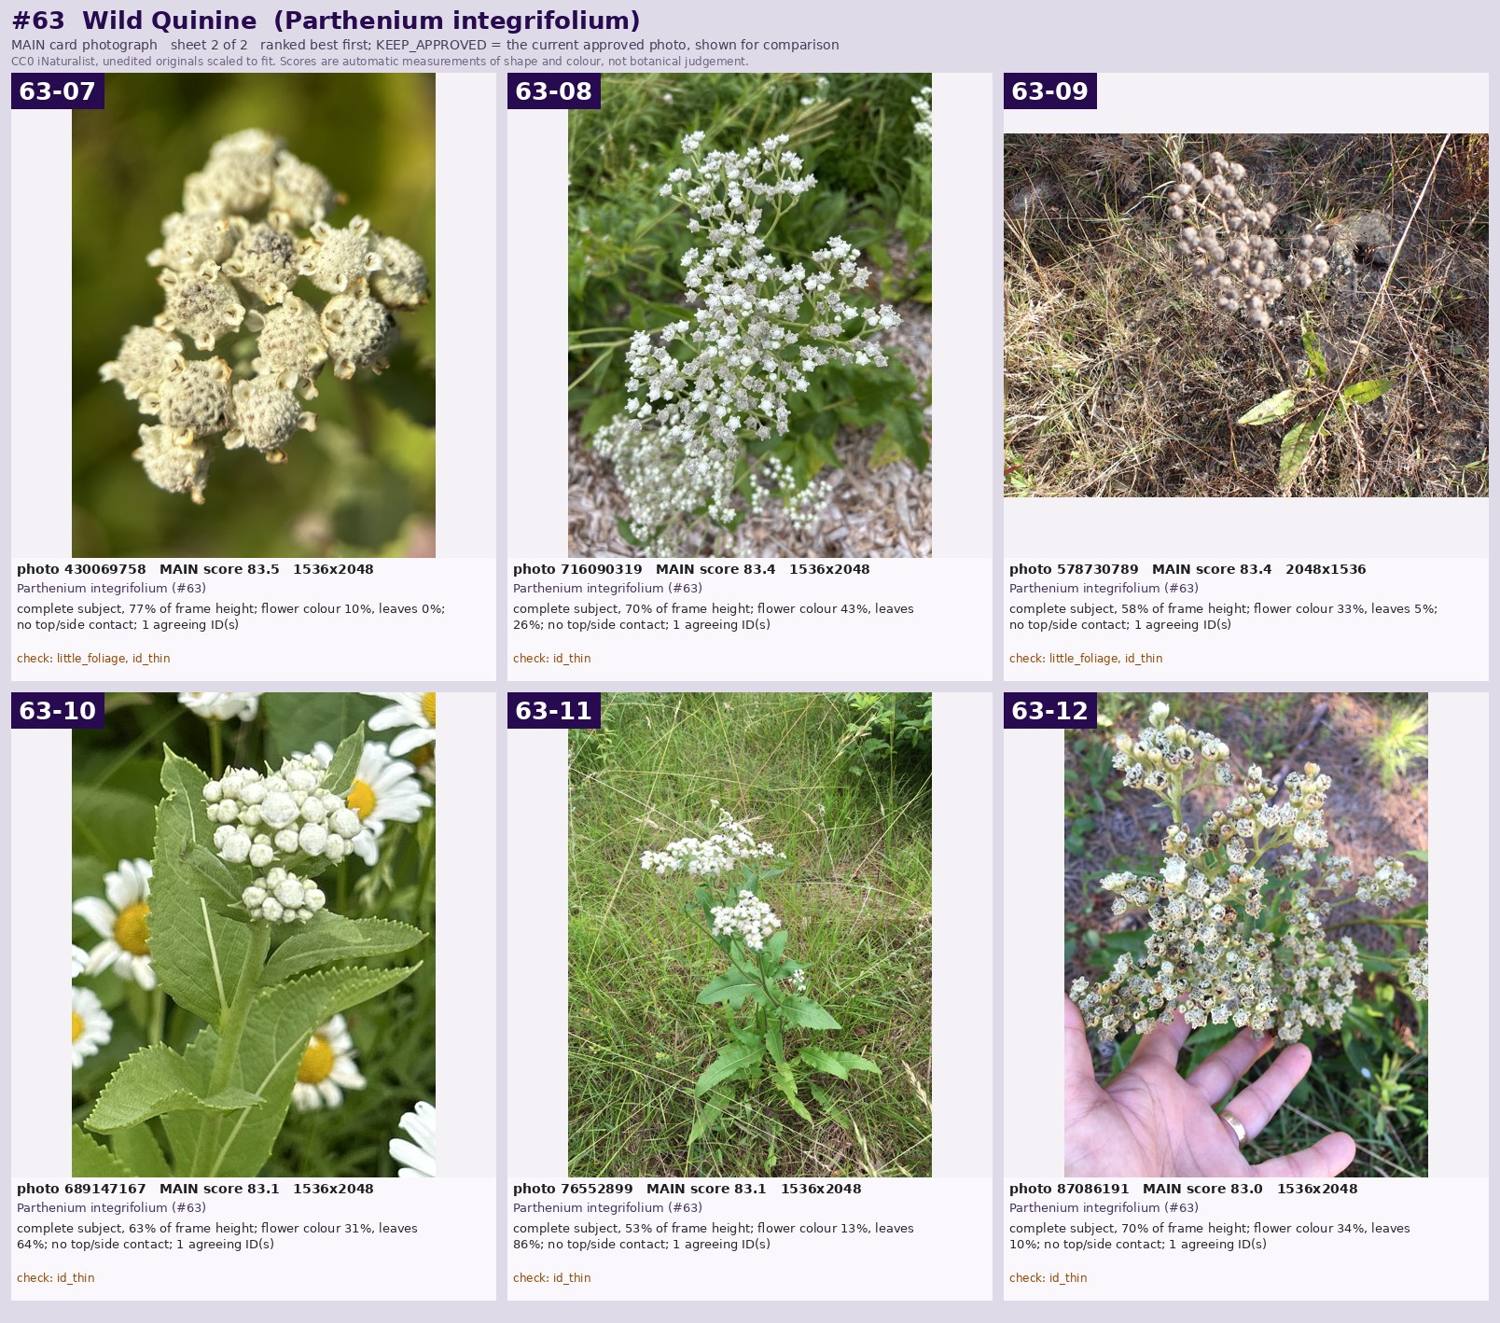 #63  Wild Quinine  (Parthenium integrifolium)
MAIN card photograph   sheet 2 of 2   ranked best first; KEEP_APPROVED = the current approved photo, shown for comparison
CC0 iNaturalist, unedited originals scaled to fit. Scores are automatic measurements of shape and colour, not botanical judgement.
63-07
photo 430069758   MAIN score 83.5   1536x2048
Parthenium integrifolium (#63)
complete subject, 77% of frame height; flower colour 10%, leaves 0%;
no top/side contact; 1 agreeing ID(s)
check: little_foliage, id_thin
63-08
photo 716090319   MAIN score 83.4   1536x2048
Parthenium integrifolium (#63)
complete subject, 70% of frame height; flower colour 43%, leaves
26%; no top/side contact; 1 agreeing ID(s)
check: id_thin
63-09
photo 578730789   MAIN score 83.4   2048x1536
Parthenium integrifolium (#63)
complete subject, 58% of frame height; flower colour 33%, leaves 5%;
no top/side contact; 1 agreeing ID(s)
check: little_foliage, id_thin
63-10
photo 689147167   MAIN score 83.1   1536x2048
Parthenium integrifolium (#63)
complete subject, 63% of frame height; flower colour 31%, leaves
64%; no top/side contact; 1 agreeing ID(s)
check: id_thin
63-11
photo 76552899   MAIN score 83.1   1536x2048
Parthenium integrifolium (#63)
complete subject, 53% of frame height; flower colour 13%, leaves
86%; no top/side contact; 1 agreeing ID(s)
check: id_thin
63-12
photo 87086191   MAIN score 83.0   1536x2048
Parthenium integrifolium (#63)
complete subject, 70% of frame height; flower colour 34%, leaves
10%; no top/side contact; 1 agreeing ID(s)
check: id_thin